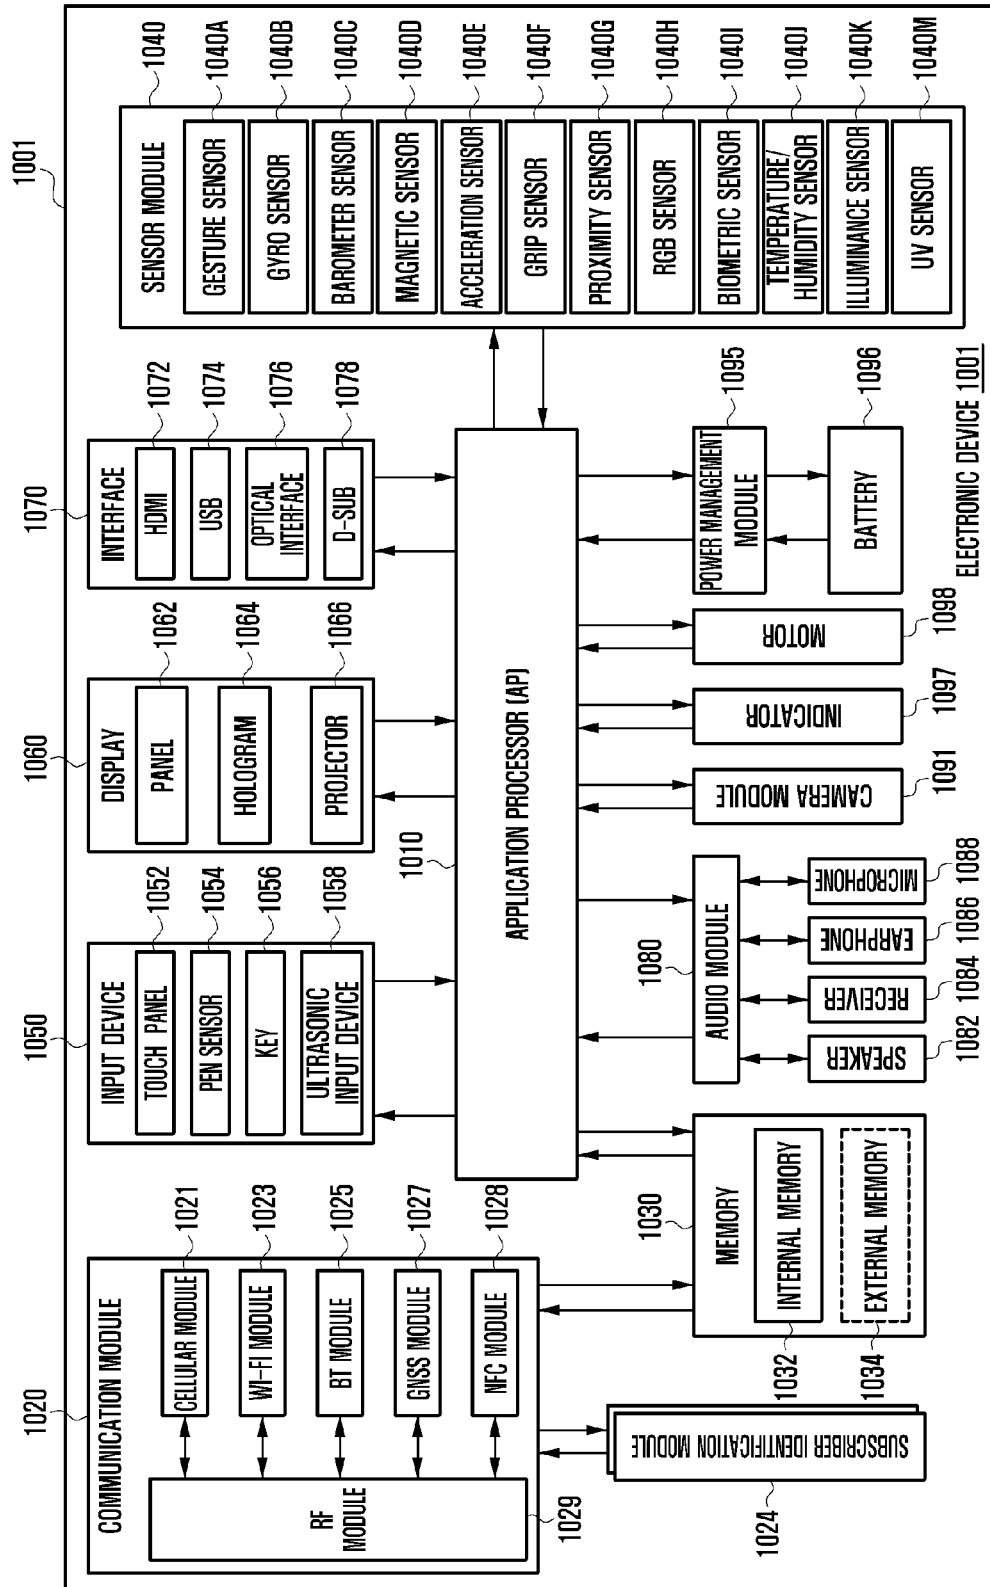 1001
1020
COMMUNICATION MODULE
CELLULAR MODULE
1021
WI-FI MODULE
1023
BT MODULE
1025
GNSS MODULE
1027
NFC MODULE
1028
RF
MODULE
1029
1050
INPUT DEVICE
TOUCH PANEL
1052
PEN SENSOR
1054
KEY
1056
ULTRASONIC
INPUT DEVICE
1058
1060
DISPLAY
PANEL
1062
HOLOGRAM
1064
PROJECTOR
1066
1070
INTERFACE
HDMI
1072
USB
1074
OPTICAL
INTERFACE
1076
D-SUB
1078
SENSOR MODULE
1040
GESTURE SENSOR
1040A
GYRO SENSOR
1040B
BAROMETER SENSOR
1040C
MAGNETIC SENSOR
1040D
ACCELERATION SENSOR
1040E
GRIP SENSOR
1040F
PROXIMITY SENSOR
1040G
RGB SENSOR
1040H
BIOMETRIC SENSOR
1040I
TEMPERATURE/
HUMIDITY SENSOR
1040J
ILLUMINANCE SENSOR
1040K
UV SENSOR
1040M
1010
APPLICATION PROCESSOR (AP)
SUBSCRIBER IDENTIFICATION MODULE
1024
1030
MEMORY
INTERNAL MEMORY
1032
EXTERNAL MEMORY
1034
1080
AUDIO MODULE
SPEAKER
1082
RECEIVER
1084
EARPHONE
1086
MICROPHONE
1088
CAMERA MODULE
1091
INDICATOR
1097
MOTOR
1098
POWER MANAGEMENT
MODULE
1095
BATTERY
1096
ELECTRONIC DEVICE 1001